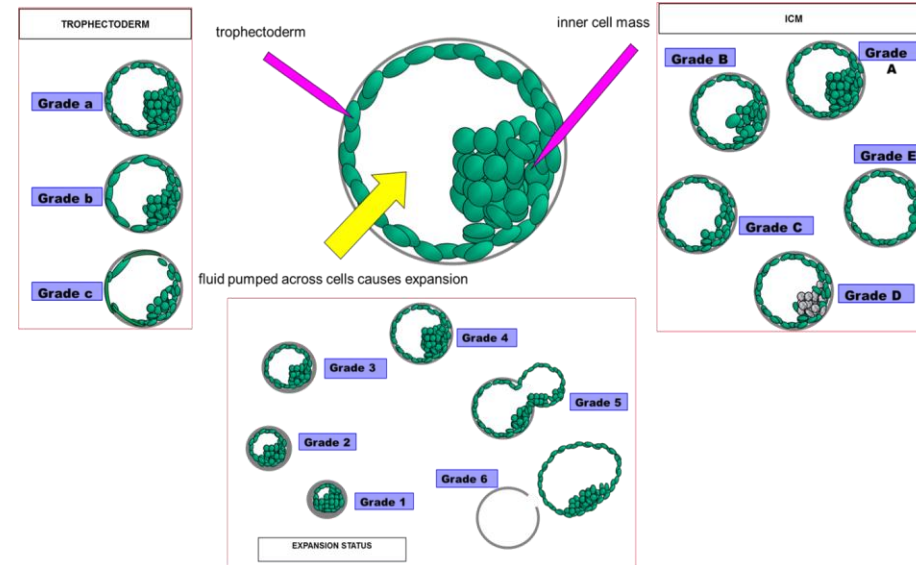 TROPHECTODERM
Grade a
Grade b
Grade c
trophectoderm
inner cell mass
fluid pumped across cells causes expansion
ICM
Grade B
Grade
A
Grade E
Grade C
Grade D
Grade 4
Grade 3
Grade 5
Grade 2
Grade 6
Grade 1
EXPANSION STATUS